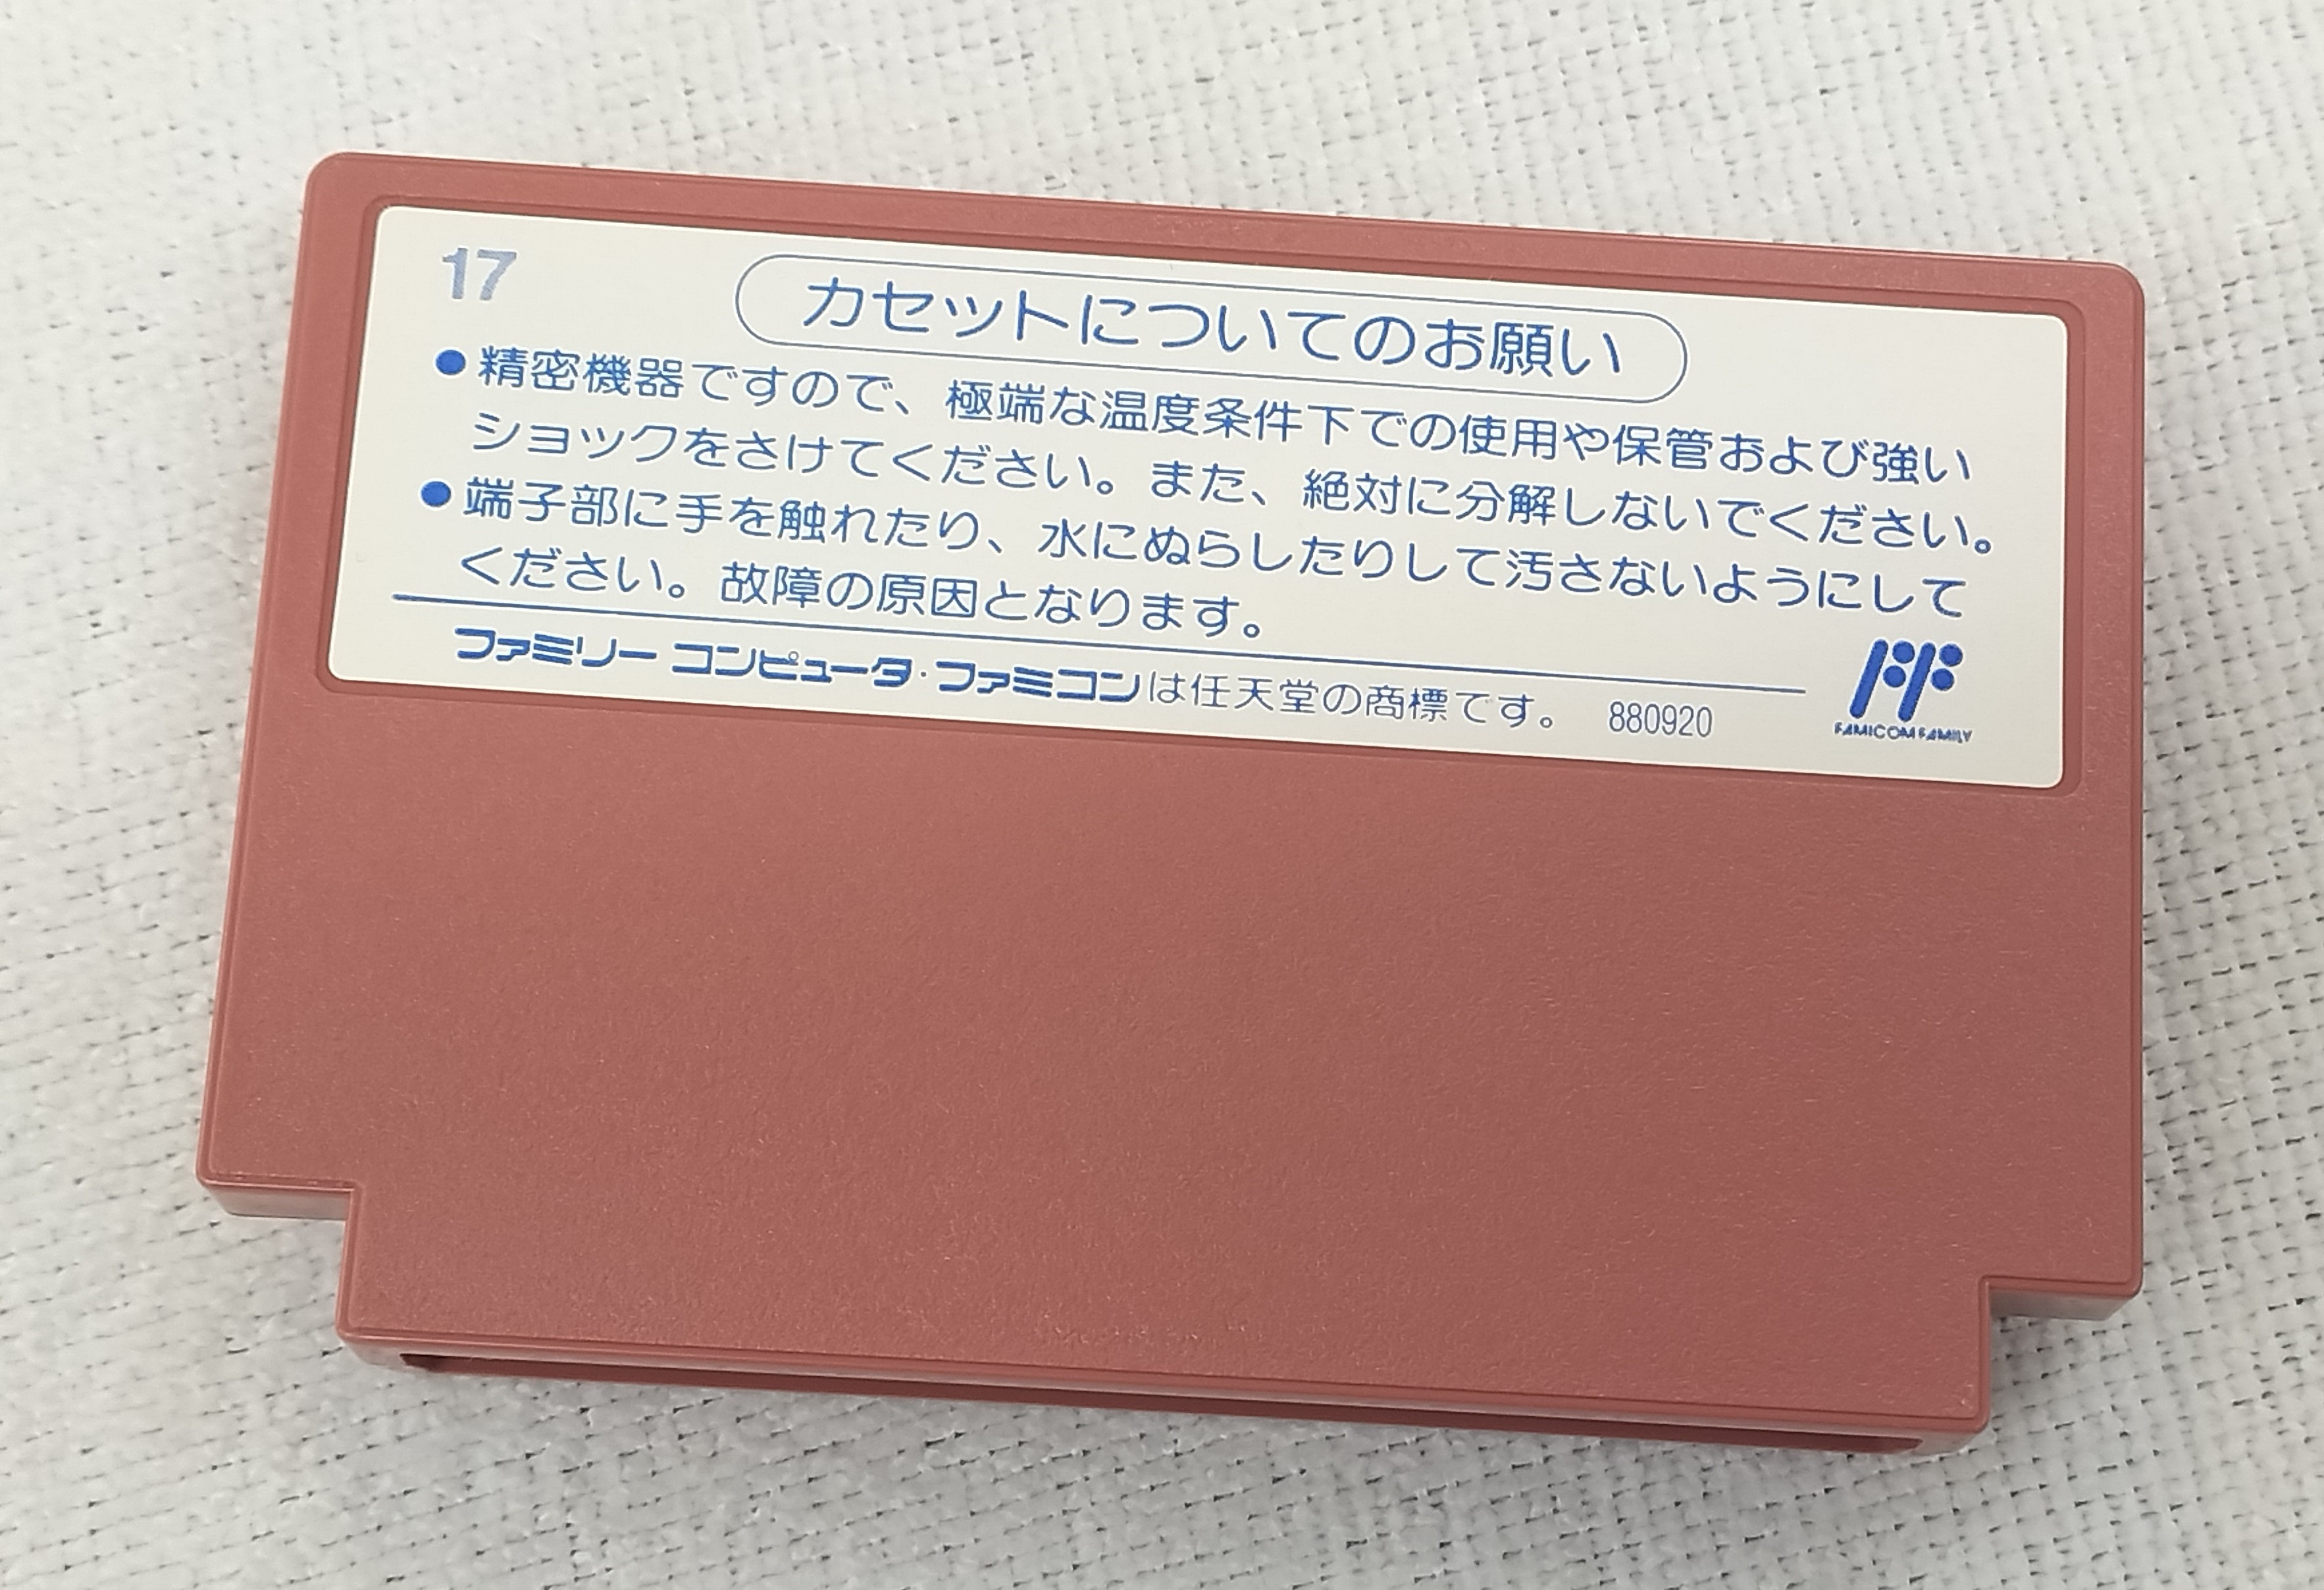 17
カセットについてのお願い
●精密機器ですので、極端な温度条件下での使用や保管および強い
ショックをさけてください。また、絶対に分解しないでください。
●端子部に手を触れたり、水にぬらしたりして汚さないようにして
ください。故障の原因となります。
ファミリー コンピュータ・ファミコンは任天堂の商標です。 880920
FF
FAMICOM FAMILY